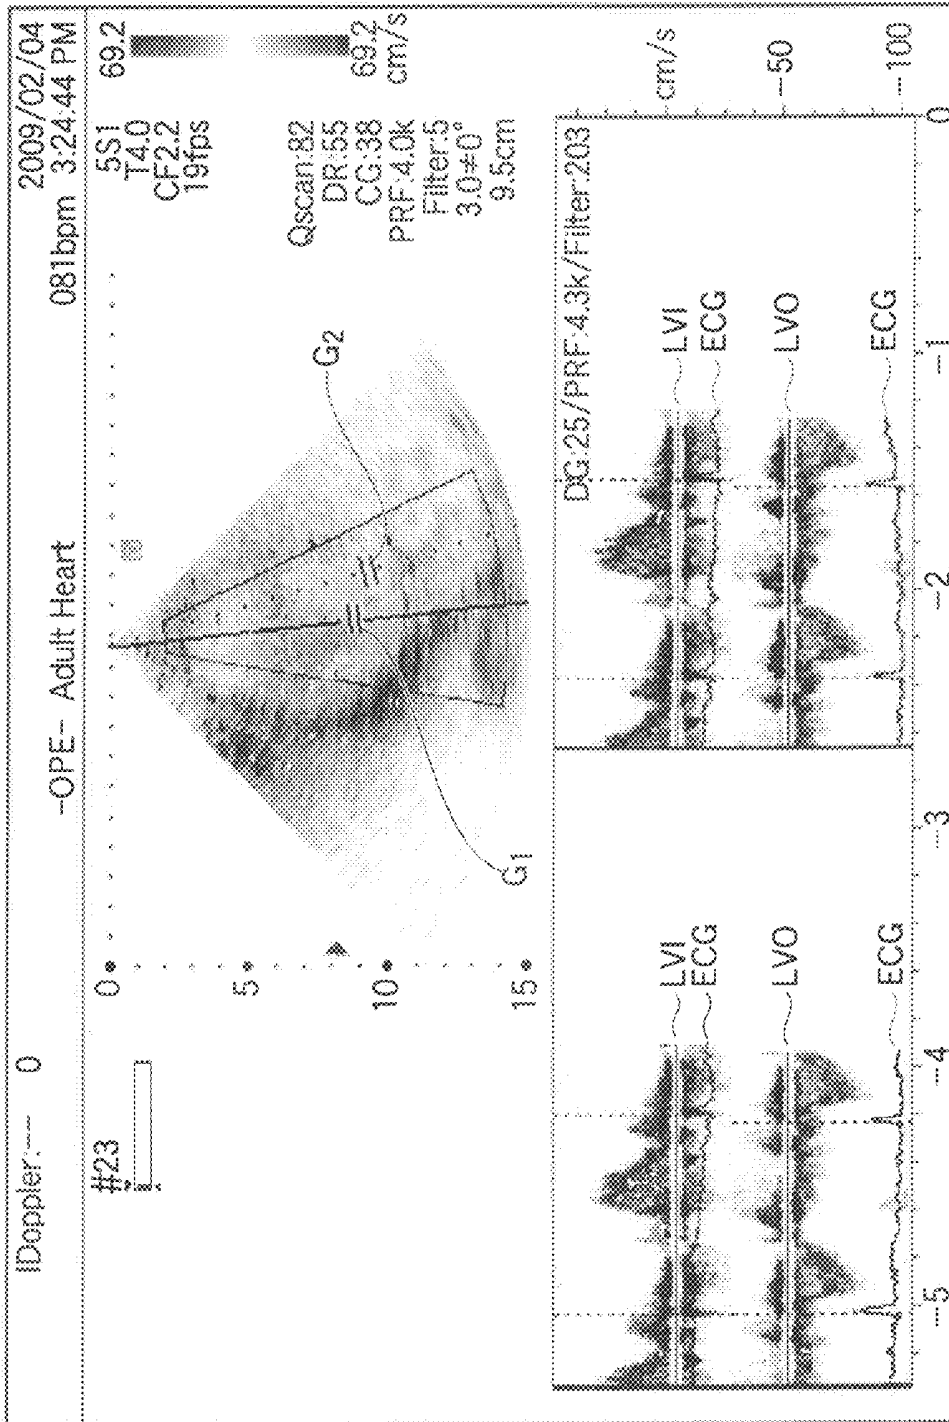 IDoppler:---- 0
2009/02/04
-OPE- Adult Heart
081bpm 3:24:44 PM
#23
5S1
T4.0
CF2.2
19fps
69.2
69.2
cm/s
Qscan:82
DR:55
CG:38
PRF:4.0k
Filter:5
3.0≠0°
9.5cm
0
5
10
15
G1
G2
DG:25/PRF:4.3k/Filter:203
LVI
ECG
LVO
ECG
LVI
ECG
LVO
ECG
cm/s
-50
-100
-5
-4
-3
-2
-1
0